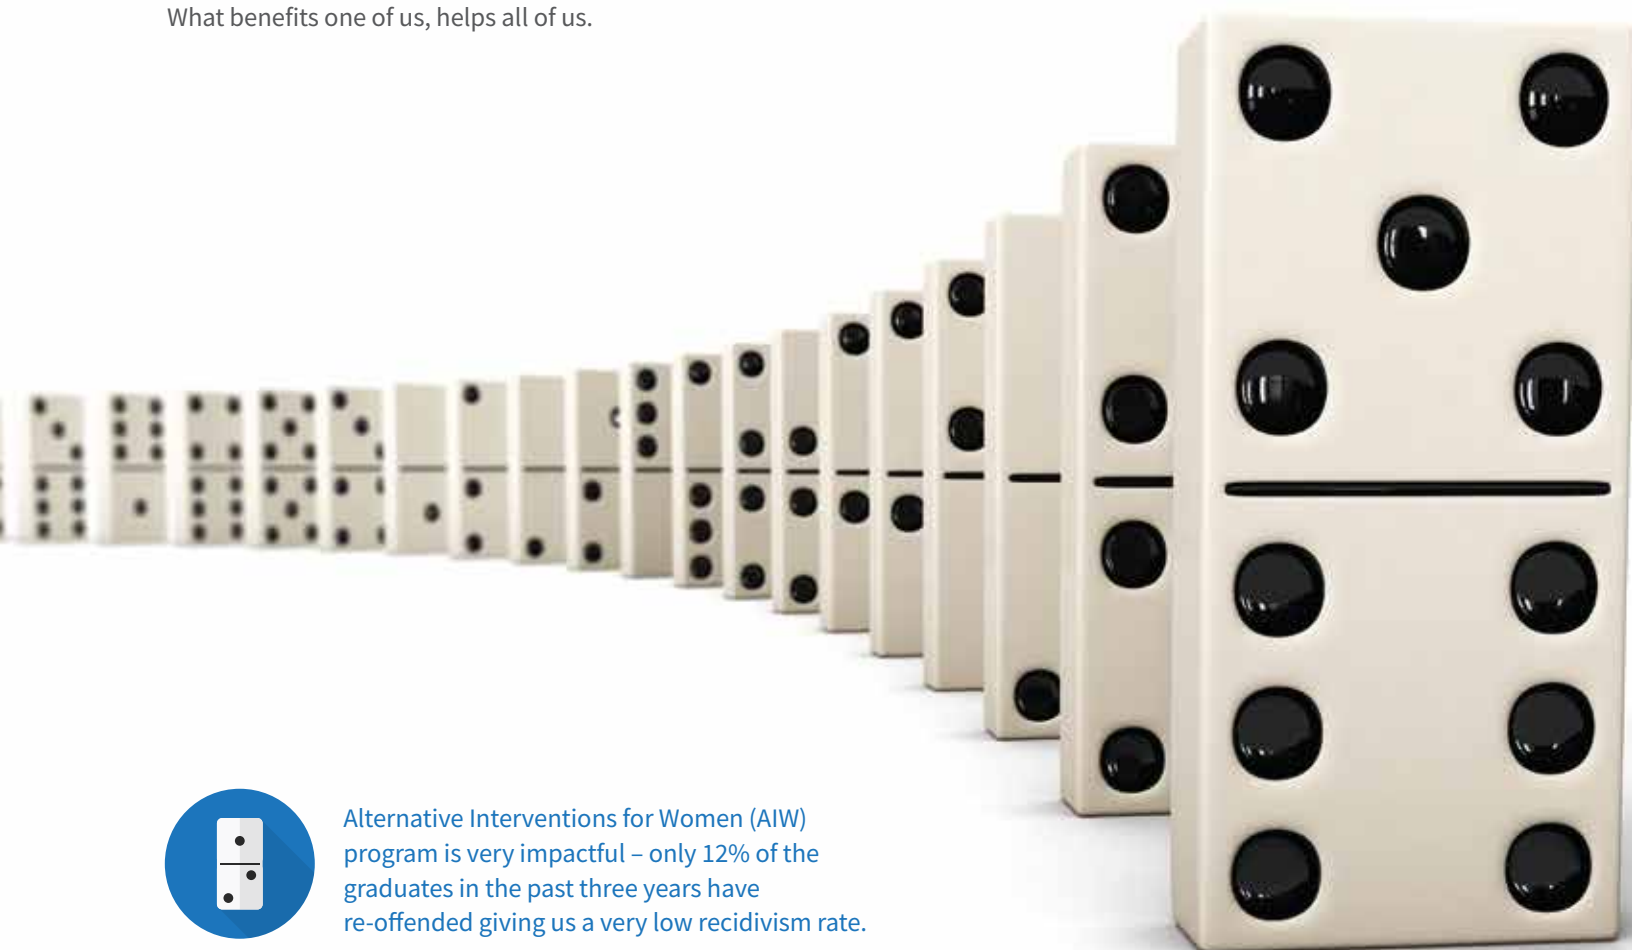 What benefits one of us, helps all of us.
Alternative Interventions for Women (AIW)
program is very impactful – only 12% of the
graduates in the past three years have
re-offended giving us a very low recidivism rate.